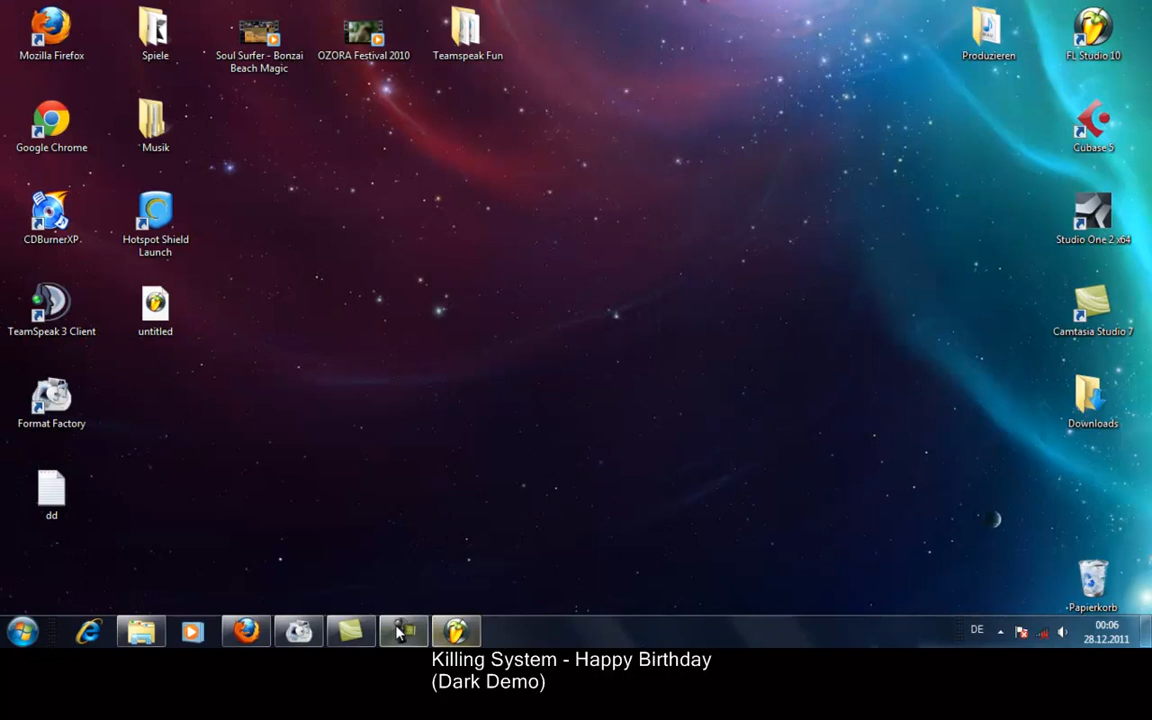 Mozilla Firefox
Spiele
Soul Surfer - Bonzai
Beach Magic
OZORA Festival 2010
Teamspeak Fun
Produzieren
FL Studio 10
Google Chrome
Musik
Cubase 5
CDBurnerXP
Hotspot Shield
Launch
Studio One 2 x64
TeamSpeak 3 Client
untitled
Camtasia Studio 7
Format Factory
Downloads
dd
Papierkorb
DE
00:06
28.12.2011
Killing System - Happy Birthday
(Dark Demo)